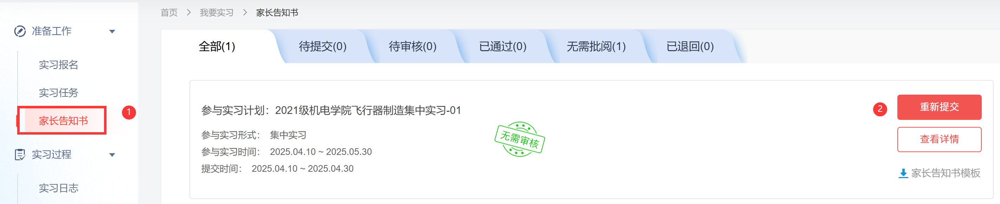 首页 > 我要实习 > 家长告知书
准备工作
实习报名
实习任务
家长告知书
1
实习过程
实习日志
全部(1)
待提交(0)
待审核(0)
已通过(0)
无需批阅(1)
已退回(0)
参与实习计划：2021级机电学院飞行器制造集中实习-01
参与实习形式： 集中实习
参与实习时间： 2025.04.10 ~ 2025.05.30
提交时间： 2025.04.10 ~ 2025.04.30
无需审核
2
重新提交
查看详情
家长告知书模板